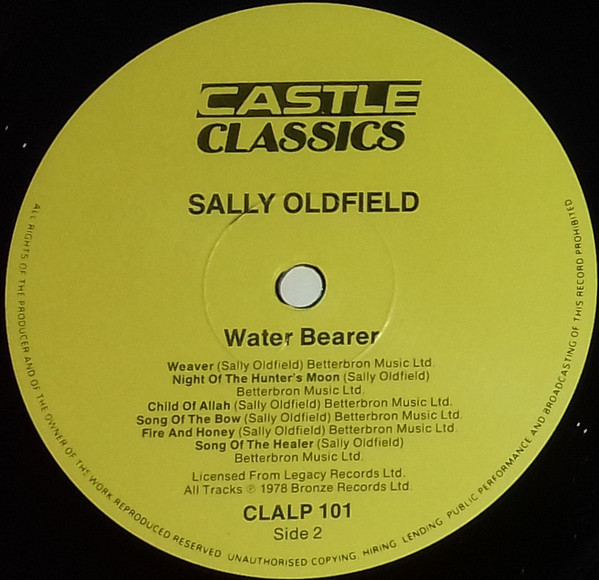 CASTLE
CLASSICS
SALLY OLDFIELD
Water Bearer
Weaver (Sally Oldfield) Betterbron Music Ltd.
Night Of The Hunter's Moon (Sally Oldfield)
Betterbron Music Ltd.
Child Of Allah (Sally Oldfield) Betterbron Music Ltd.
Song Of The Bow (Sally Oldfield) Betterbron Music Ltd.
Fire And Honey (Sally Oldfield) Betterbron Music Ltd.
Song Of The Healer (Sally Oldfield)
Betterbron Music Ltd.
Licensed From Legacy Records Ltd.
All Tracks ℗ 1978 Bronze Records Ltd.
CLALP 101
Side 2
ALL RIGHTS OF THE PRODUCER AND OF THE OWNER OF THE WORK REPRODUCED RESERVED. UNAUTHORISED COPYING, HIRING, LENDING, PUBLIC PERFORMANCE AND BROADCASTING OF THIS RECORD PROHIBITED